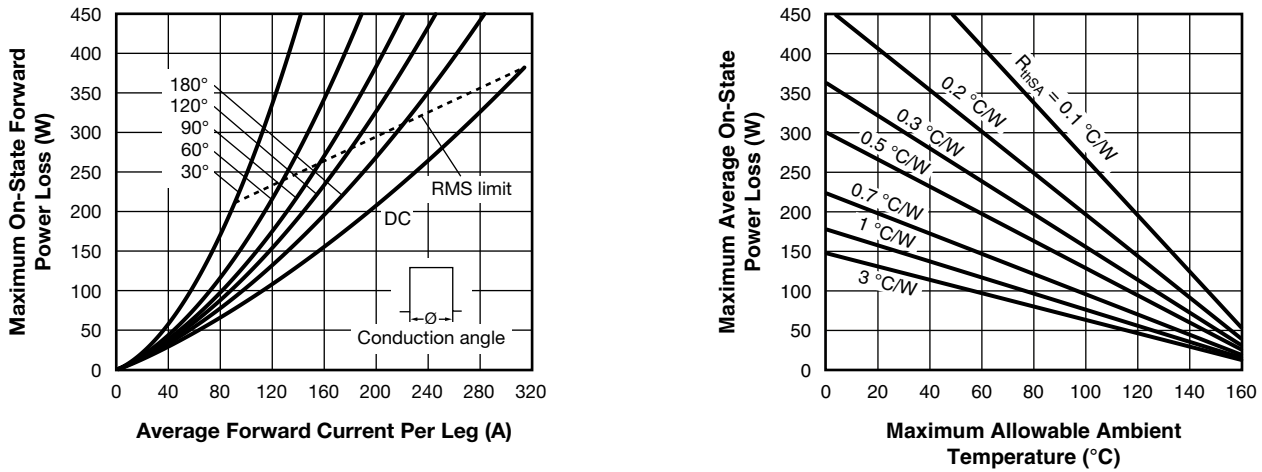 Maximum On-State Forward
Power Loss (W)
450
400
350
300
250
200
150
100
50
0
180°
120°
90°
60°
30°
RMS limit
DC
Ø
Conduction angle
0 40 80 120 160 200 240 280 320
Average Forward Current Per Leg (A)
Maximum Average On-State
Power Loss (W)
450
400
350
300
250
200
150
100
50
0
RthSA = 0.1 °C/W
0.2 °C/W
0.3 °C/W
0.5 °C/W
0.7 °C/W
1 °C/W
3 °C/W
0 20 40 60 80 100 120 140 160
Maximum Allowable Ambient
Temperature (°C)